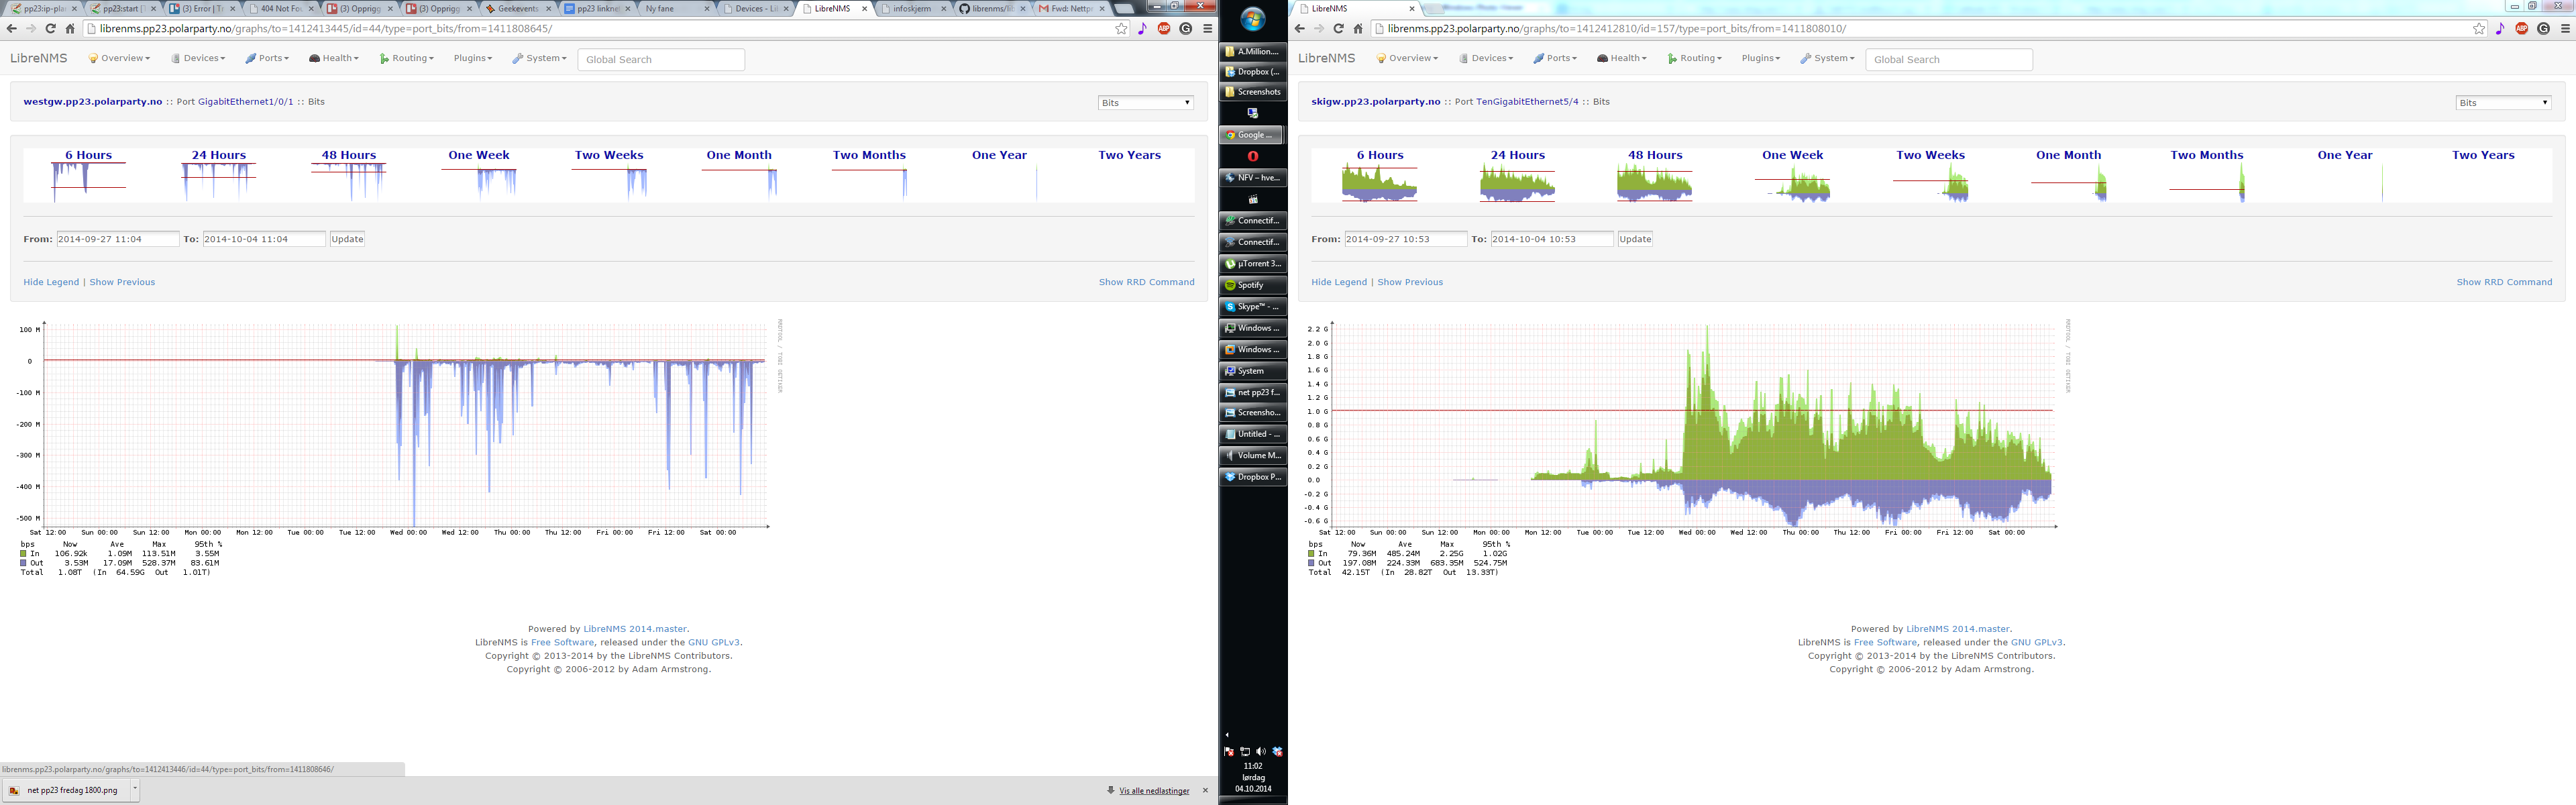 pp23:ip-plan
pp23:start [
(3) Error | Tr
404 Not Fou
(3) Opprigg
(3) Opprigg
Geekevents
pp23 linknet
Ny fane
Devices - Li
LibreNMS
infoskjerm
librenms/lib
Fwd: Nettpr
librenms.pp23.polarparty.no/graphs/to=1412413445/id=44/type=port_bits/from=1411808645/
LibreNMS Overview Devices Ports Health Routing Plugins System Global Search
westgw.pp23.polarparty.no :: Port GigabitEthernet1/0/1 :: Bits
Bits
6 Hours 24 Hours 48 Hours One Week Two Weeks One Month Two Months One Year Two Years
From: 2014-09-27 11:04 To: 2014-10-04 11:04 Update
Hide Legend | Show Previous
Show RRD Command
RRDTOOL / TOBI OETIKER
100 M
0
-100 M
-200 M
-300 M
-400 M
-500 M
Sat 12:00 Sun 00:00 Sun 12:00 Mon 00:00 Mon 12:00 Tue 00:00 Tue 12:00 Wed 00:00 Wed 12:00 Thu 00:00 Thu 12:00 Fri 00:00 Fri 12:00 Sat 00:00
bps Now Ave Max 95th %
In 106.92k 1.09M 113.51M 3.55M
Out 3.53M 17.09M 528.37M 83.61M
Total 1.08T (In 64.59G Out 1.01T)
Powered by LibreNMS 2014.master.
LibreNMS is Free Software, released under the GNU GPLv3.
Copyright © 2013-2014 by the LibreNMS Contributors.
Copyright © 2006-2012 by Adam Armstrong.
librenms.pp23.polarparty.no/graphs/to=1412413446/id=44/type=port_bits/from=1411808646/
net pp23 fredag 1800.png
Vis alle nedlastinger
A.Million....
Dropbox (...
Screenshots
Google ...
NFV – hve...
Connectif...
Connectif...
µTorrent 3...
Spotify
Skype™ - ...
Windows ...
Windows ...
System
net pp23 f...
Screensho...
Untitled - ...
Volume M...
Dropbox P...
11:02
lørdag
04.10.2014
LibreNMS
librenms.pp23.polarparty.no/graphs/to=1412412810/id=157/type=port_bits/from=1411808010/
LibreNMS Overview Devices Ports Health Routing Plugins System Global Search
skigw.pp23.polarparty.no :: Port TenGigabitEthernet5/4 :: Bits
Bits
6 Hours 24 Hours 48 Hours One Week Two Weeks One Month Two Months One Year Two Years
From: 2014-09-27 10:53 To: 2014-10-04 10:53 Update
Hide Legend | Show Previous
Show RRD Command
RRDTOOL / TOBI OETIKER
2.2 G
2.0 G
1.8 G
1.6 G
1.4 G
1.2 G
1.0 G
0.8 G
0.6 G
0.4 G
0.2 G
0.0
-0.2 G
-0.4 G
-0.6 G
Sat 12:00 Sun 00:00 Sun 12:00 Mon 00:00 Mon 12:00 Tue 00:00 Tue 12:00 Wed 00:00 Wed 12:00 Thu 00:00 Thu 12:00 Fri 00:00 Fri 12:00 Sat 00:00
bps Now Ave Max 95th %
In 79.36M 485.24M 2.25G 1.02G
Out 197.08M 224.33M 683.35M 524.75M
Total 42.15T (In 28.82T Out 13.33T)
Powered by LibreNMS 2014.master.
LibreNMS is Free Software, released under the GNU GPLv3.
Copyright © 2013-2014 by the LibreNMS Contributors.
Copyright © 2006-2012 by Adam Armstrong.